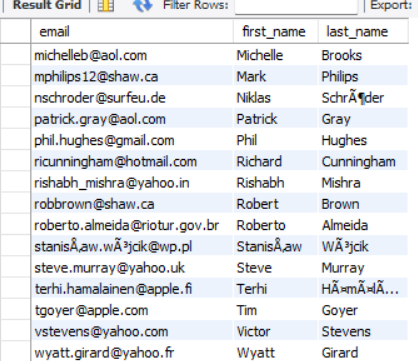 Result Grid Filter Rows: Export:
email first_name last_name
michelleb@aol.com Michelle Brooks
mphilips12@shaw.ca Mark Philips
nschroder@surfeu.de Niklas SchrÃ¶der
patrick.gray@aol.com Patrick Gray
phil.hughes@gmail.com Phil Hughes
ricunningham@hotmail.com Richard Cunningham
rishabh_mishra@yahoo.in Rishabh Mishra
robbrown@shaw.ca Robert Brown
roberto.almeida@riotur.gov.br Roberto Almeida
stanisÅ‚aw.wÃ³jcik@wp.pl StanisÅ‚aw WÃ³jcik
steve.murray@yahoo.uk Steve Murray
terhi.hamalainen@apple.fi Terhi HÃ¤mÃ¤lÃ...
tgoyer@apple.com Tim Goyer
vstevens@yahoo.com Victor Stevens
wyatt.girard@yahoo.fr Wyatt Girard